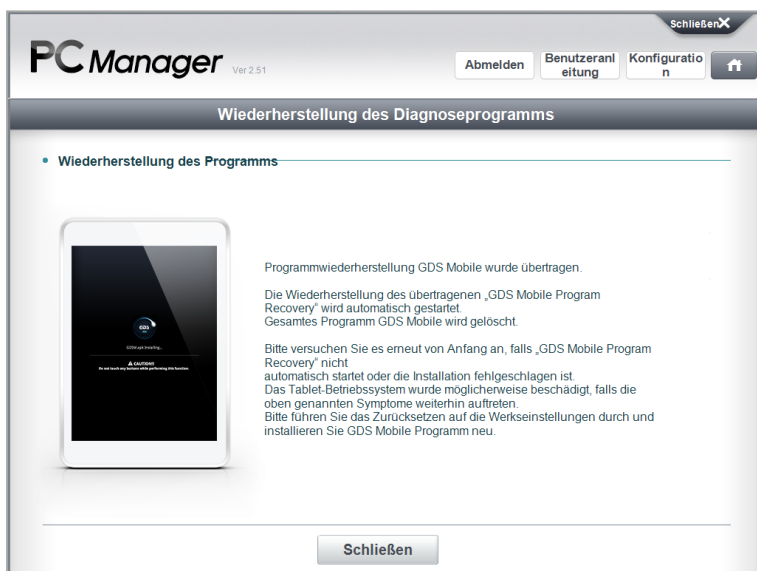 Schließen X
PC Manager Ver 2.51
Abmelden
Benutzeranl
eitung
Konfiguratio
n
Wiederherstellung des Diagnoseprogramms
Wiederherstellung des Programms
GDS
GDSM.apk Installing...
CAUTION!!
Do not touch any buttons while performing this function.
Programmwiederherstellung GDS Mobile wurde übertragen.
Die Wiederherstellung des übertragenen „GDS Mobile Program
Recovery" wird automatisch gestartet.
Gesamtes Programm GDS Mobile wird gelöscht.
Bitte versuchen Sie es erneut von Anfang an, falls „GDS Mobile Program
Recovery" nicht
automatisch startet oder die Installation fehlgeschlagen ist.
Das Tablet-Betriebssystem wurde möglicherweise beschädigt, falls die
oben genannten Symptome weiterhin auftreten.
Bitte führen Sie das Zurücksetzen auf die Werkseinstellungen durch und
installieren Sie GDS Mobile Programm neu.
Schließen